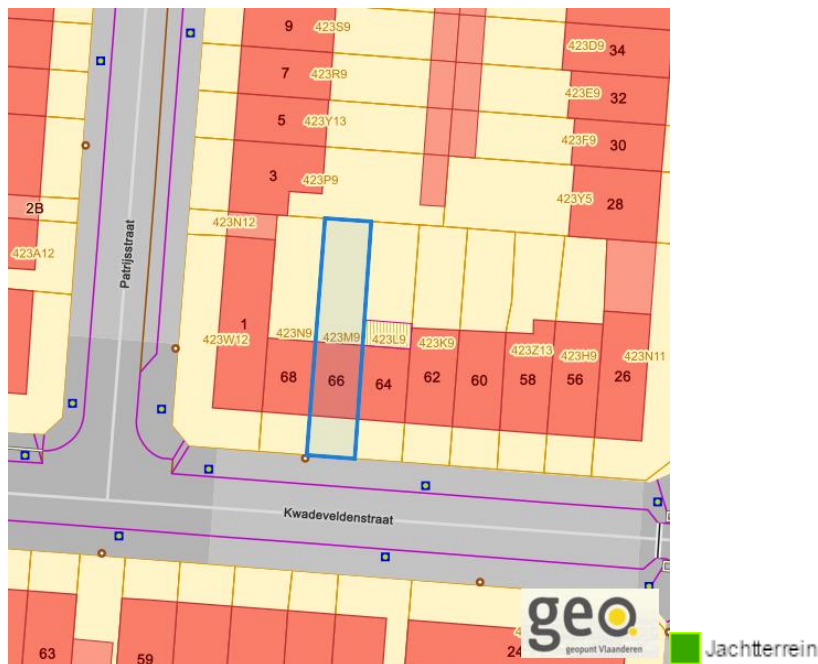 9
423S9
423D9
34
7
423R9
423E9
32
5
423Y13
423F9
30
3
423P9
423Y5
28
2B
423N12
423A12
Patrijsstraat
1
423W12
423N9
423M9
423L9
423K9
423Z13
423H9
423N11
68
66
64
62
60
58
56
26
Kwadeveldenstraat
63
59
24
geo.
geopunt Vlaanderen
Jachtterrein